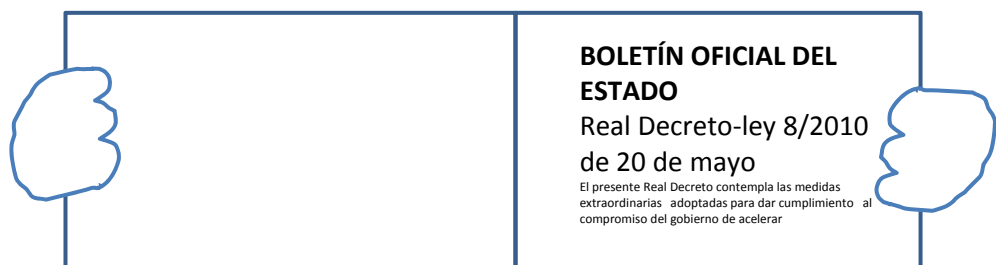 BOLETÍN OFICIAL DEL
ESTADO
Real Decreto-ley 8/2010
de 20 de mayo
El presente Real Decreto contempla las medidas
extraordinarias adoptadas para dar cumplimiento al
compromiso del gobierno de acelerar